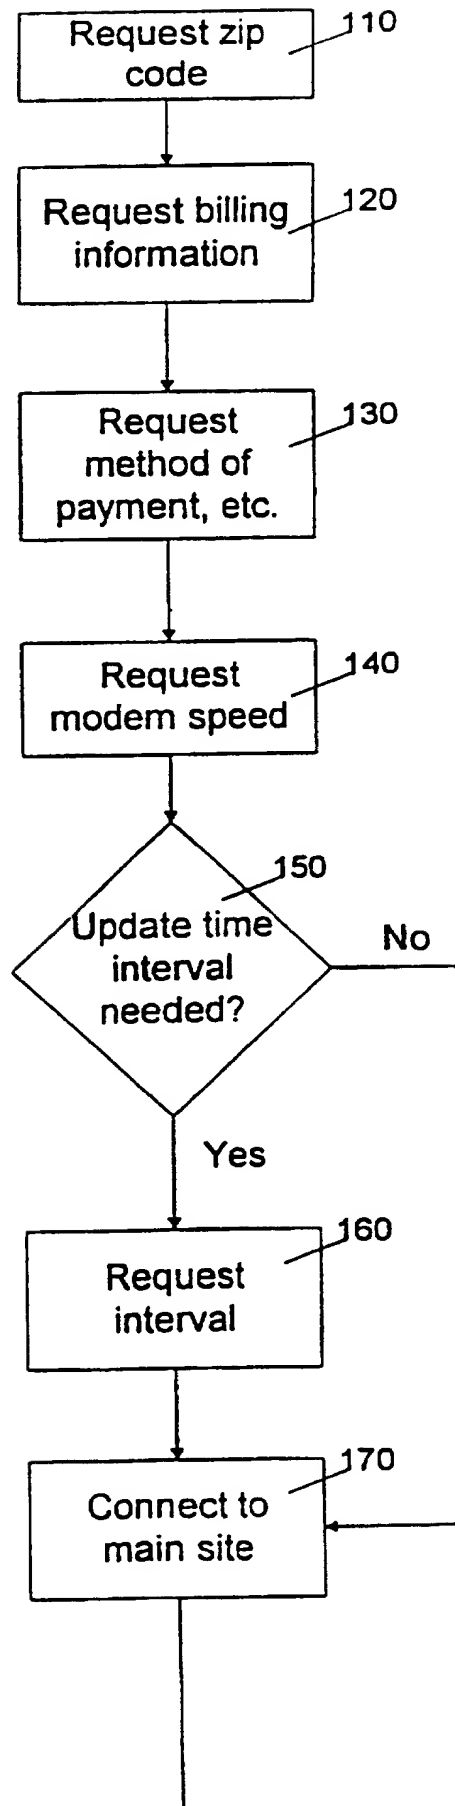 Request zip
code
110
Request billing
information
120
Request
method of
payment, etc.
130
Request
modem speed
140
150
Update time
interval
needed?
No
Yes
160
Request
interval
170
Connect to
main site